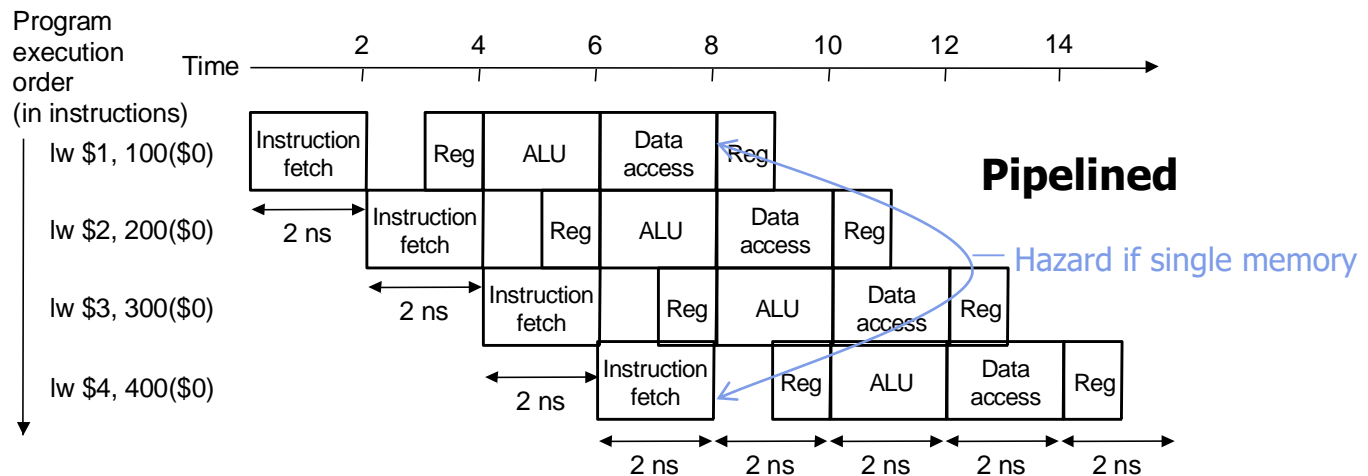 Program
execution
order
(in instructions)
Time
2 4 6 8 10 12 14
lw $1, 100($0)
Instruction
fetch
Reg
ALU
Data
access
Reg
Pipelined
lw $2, 200($0)
2 ns
Instruction
fetch
Reg
ALU
Data
access
Reg
Hazard if single memory
lw $3, 300($0)
2 ns
Instruction
fetch
Reg
ALU
Data
access
Reg
lw $4, 400($0)
2 ns
Instruction
fetch
Reg
ALU
Data
access
Reg
2 ns 2 ns 2 ns 2 ns 2 ns